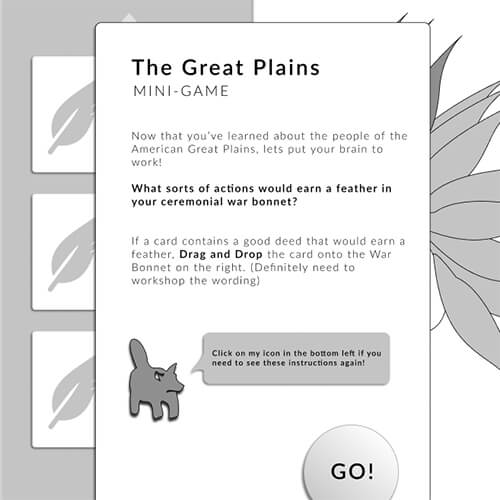 The Great Plains
MINI-GAME
Now that you've learned about the people of the
American Great Plains, lets put your brain to
work!
What sorts of actions would earn a feather in
your ceremonial war bonnet?
If a card contains a good deed that would earn a
feather, Drag and Drop the card onto the War
Bonnet on the right. (Definitely need to
workshop the wording)
Click on my icon in the bottom left if you
need to see these instructions again!
GO!